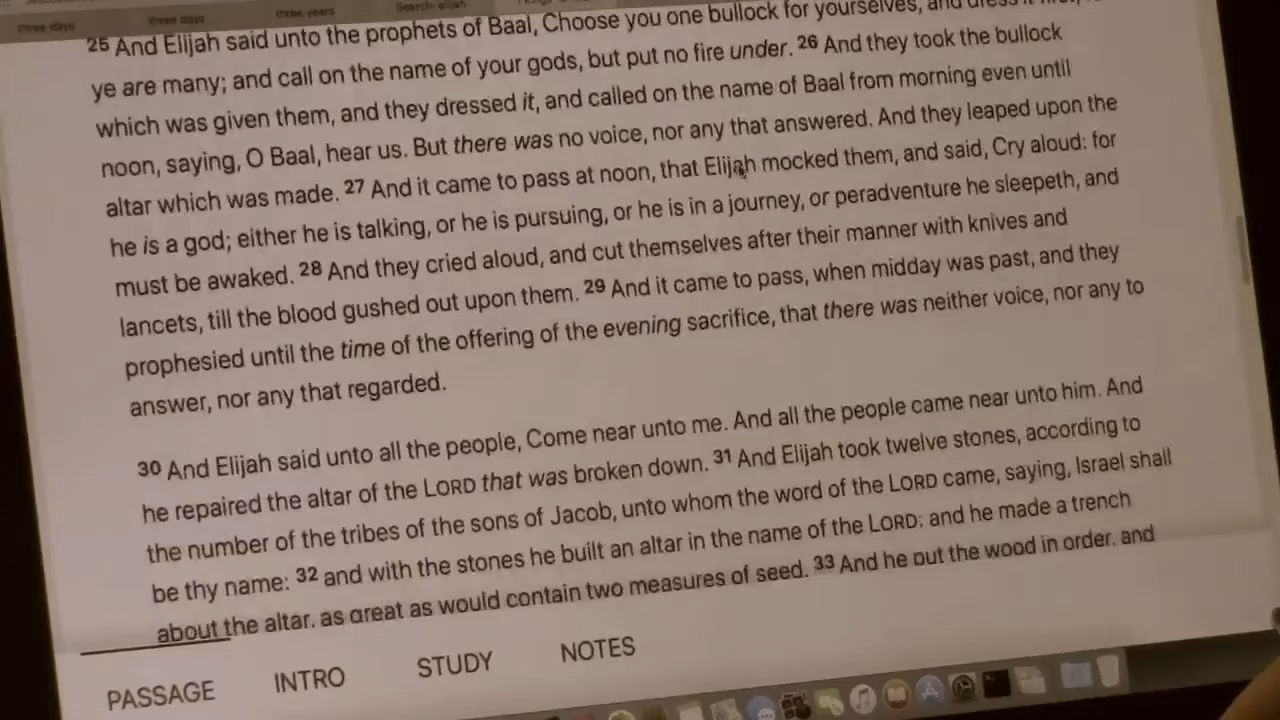 three days
three days
three years
Search: elijah
25 And Elijah said unto the prophets of Baal, Choose you one bullock for yourselves, and dress it first;
ye are many; and call on the name of your gods, but put no fire under. 26 And they took the bullock
which was given them, and they dressed it, and called on the name of Baal from morning even until
noon, saying, O Baal, hear us. But there was no voice, nor any that answered. And they leaped upon the
altar which was made. 27 And it came to pass at noon, that Elijah mocked them, and said, Cry aloud: for
he is a god; either he is talking, or he is pursuing, or he is in a journey, or peradventure he sleepeth, and
must be awaked. 28 And they cried aloud, and cut themselves after their manner with knives and
lancets, till the blood gushed out upon them. 29 And it came to pass, when midday was past, and they
prophesied until the time of the offering of the evening sacrifice, that there was neither voice, nor any to
answer, nor any that regarded.
30 And Elijah said unto all the people, Come near unto me. And all the people came near unto him. And
he repaired the altar of the LORD that was broken down. 31 And Elijah took twelve stones, according to
the number of the tribes of the sons of Jacob, unto whom the word of the LORD came, saying, Israel shall
be thy name: 32 and with the stones he built an altar in the name of the LORD: and he made a trench
about the altar, as great as would contain two measures of seed. 33 And he put the wood in order, and
PASSAGE INTRO STUDY NOTES